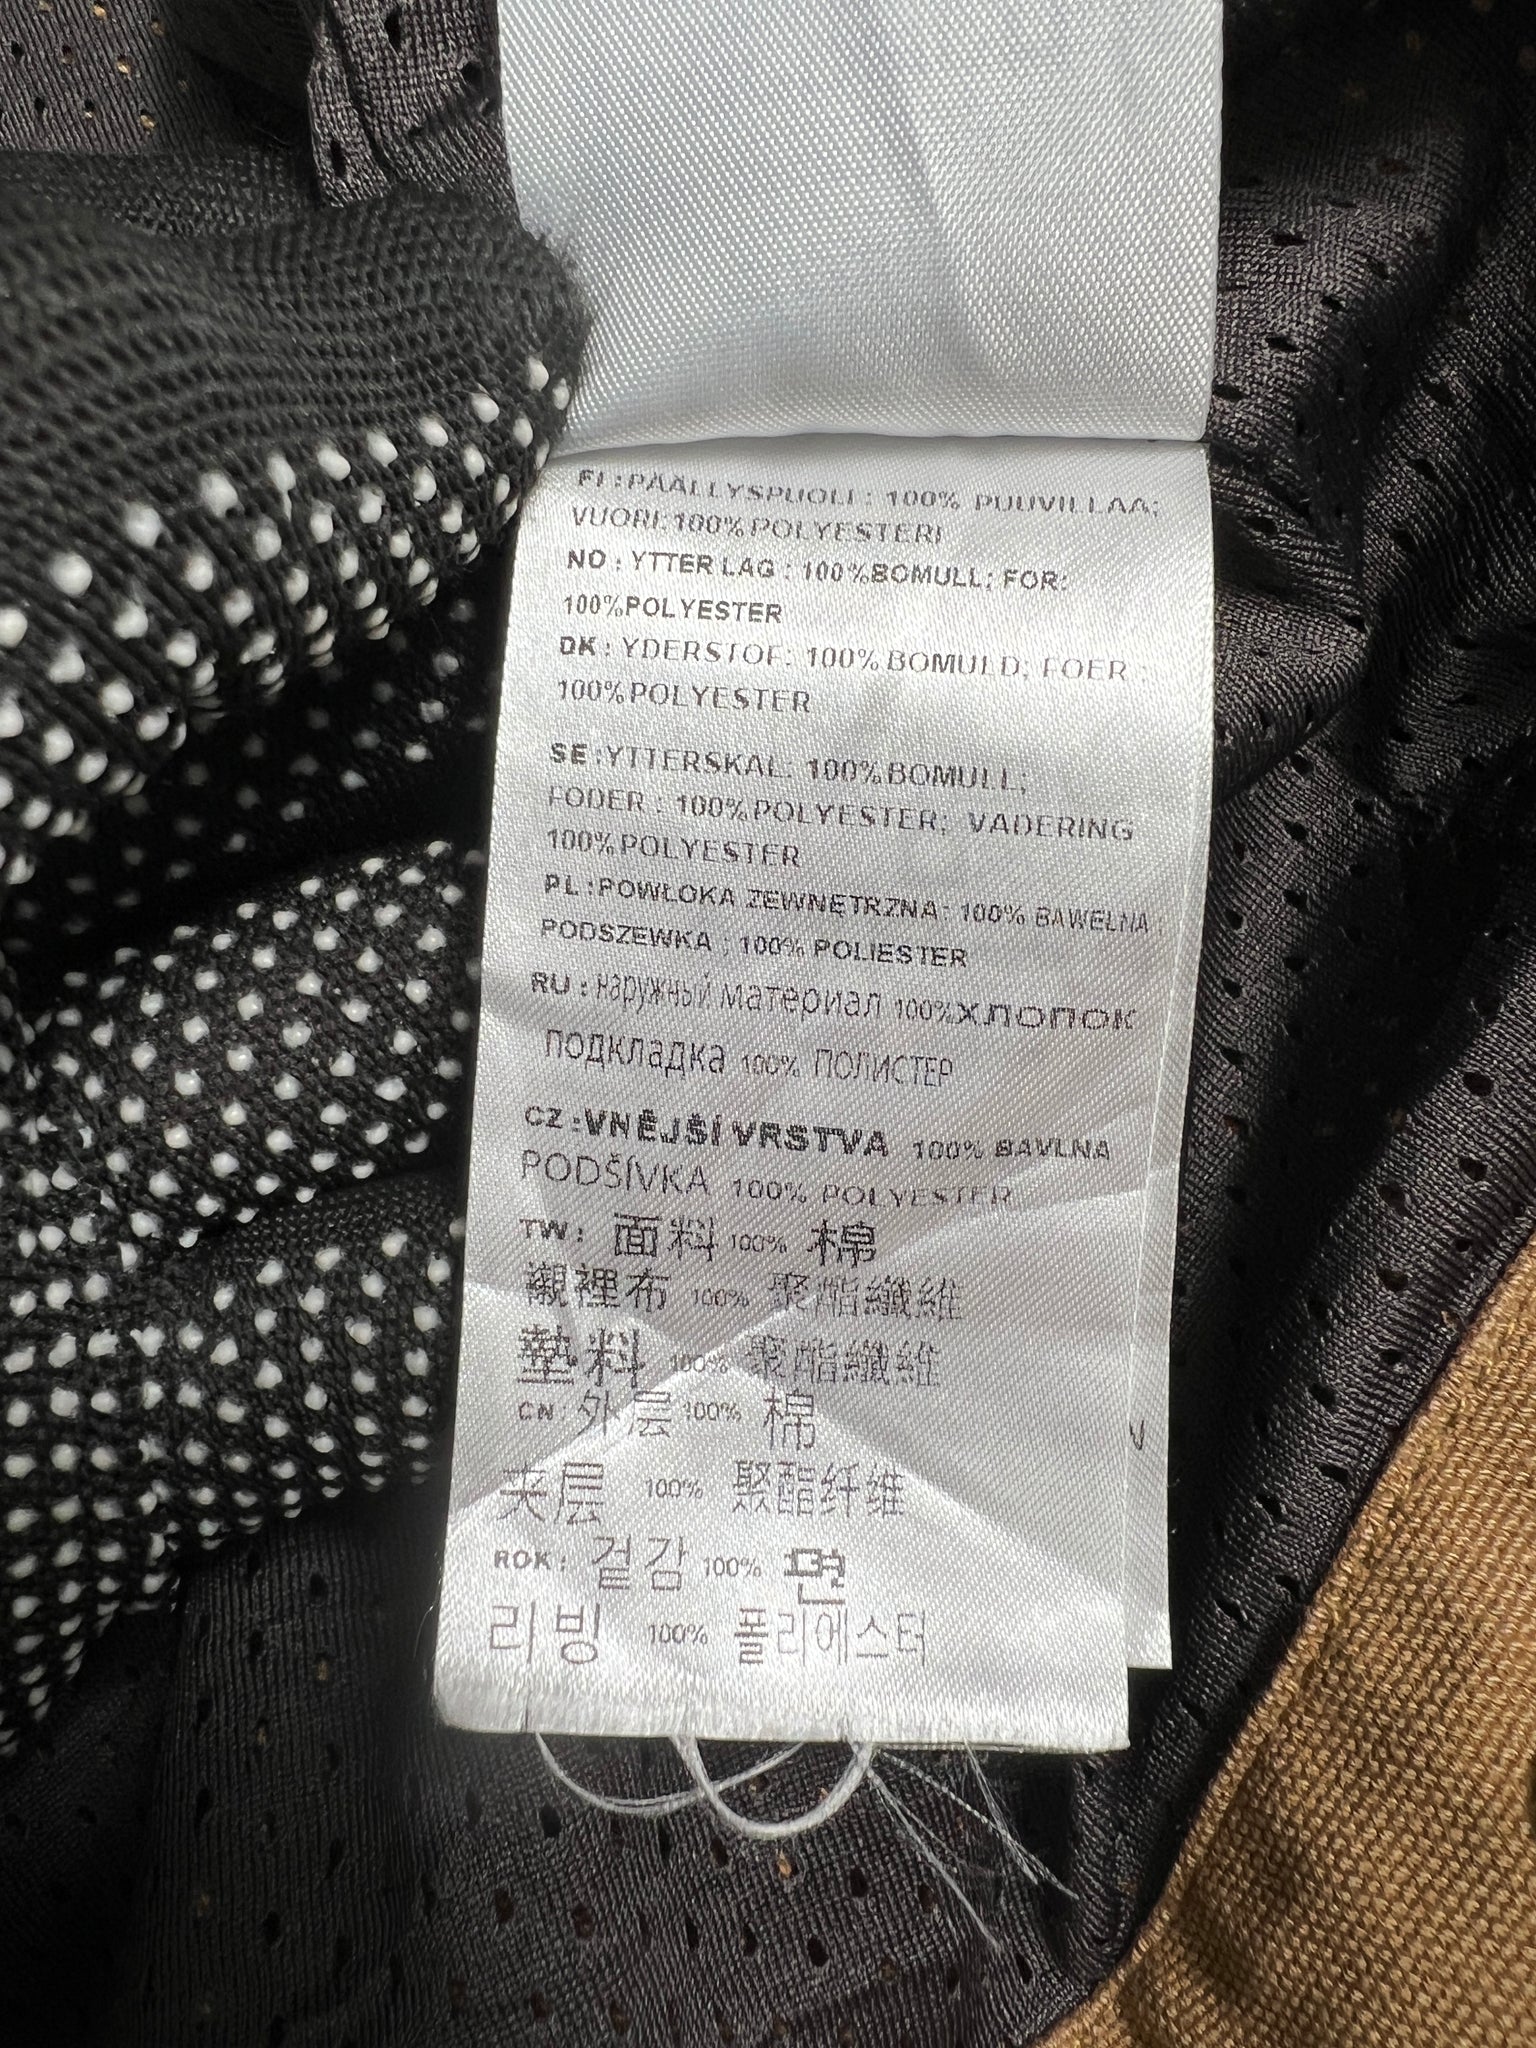 FI : PÄÄLLYSPUOLI : 100% PUUVILLAA;
VUORI: 100% POLYESTERI
NO : YTTER LAG : 100%BOMULL; FOR:
100%POLYESTER
DK : YDERSTOF: 100% BOMULD; FOER :
100%POLYESTER
SE :YTTERSKAL: 100%BOMULL;
FODER : 100%POLYESTER; VADERING
100%POLYESTER
PL :POWŁOKA ZEWNĘTRZNA: 100% BAWEŁNA ;
PODSZEWKA ; 100% POLIESTER
RU : наружный материал 100%ХЛОПОК
подкладка 100% ПОЛИСТЕР
CZ :VNĚJŠÍ VRSTVA 100% BAVLNA
PODŠÍVKA 100% POLYESTER
TW : 面料 100% 棉
襯裡布 100% 聚酯纖維
墊料 100% 聚酯纖維
CN: 外层 100% 棉
夹层 100% 聚酯纤维
ROK : 겉감 100% 면
리빙 100% 폴리에스터